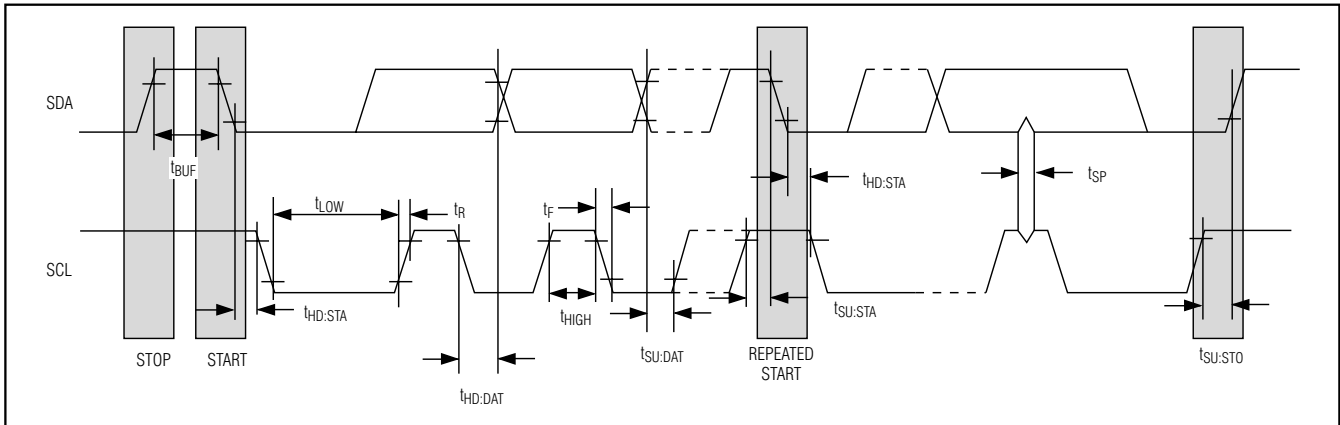 SDA
tBUF
tHD:STA
tSP
tLOW
tR
tF
SCL
tHD:STA
tHIGH
tSU:STA
tSU:DAT
tSU:STO
STOP
START
REPEATED
START
tHD:DAT